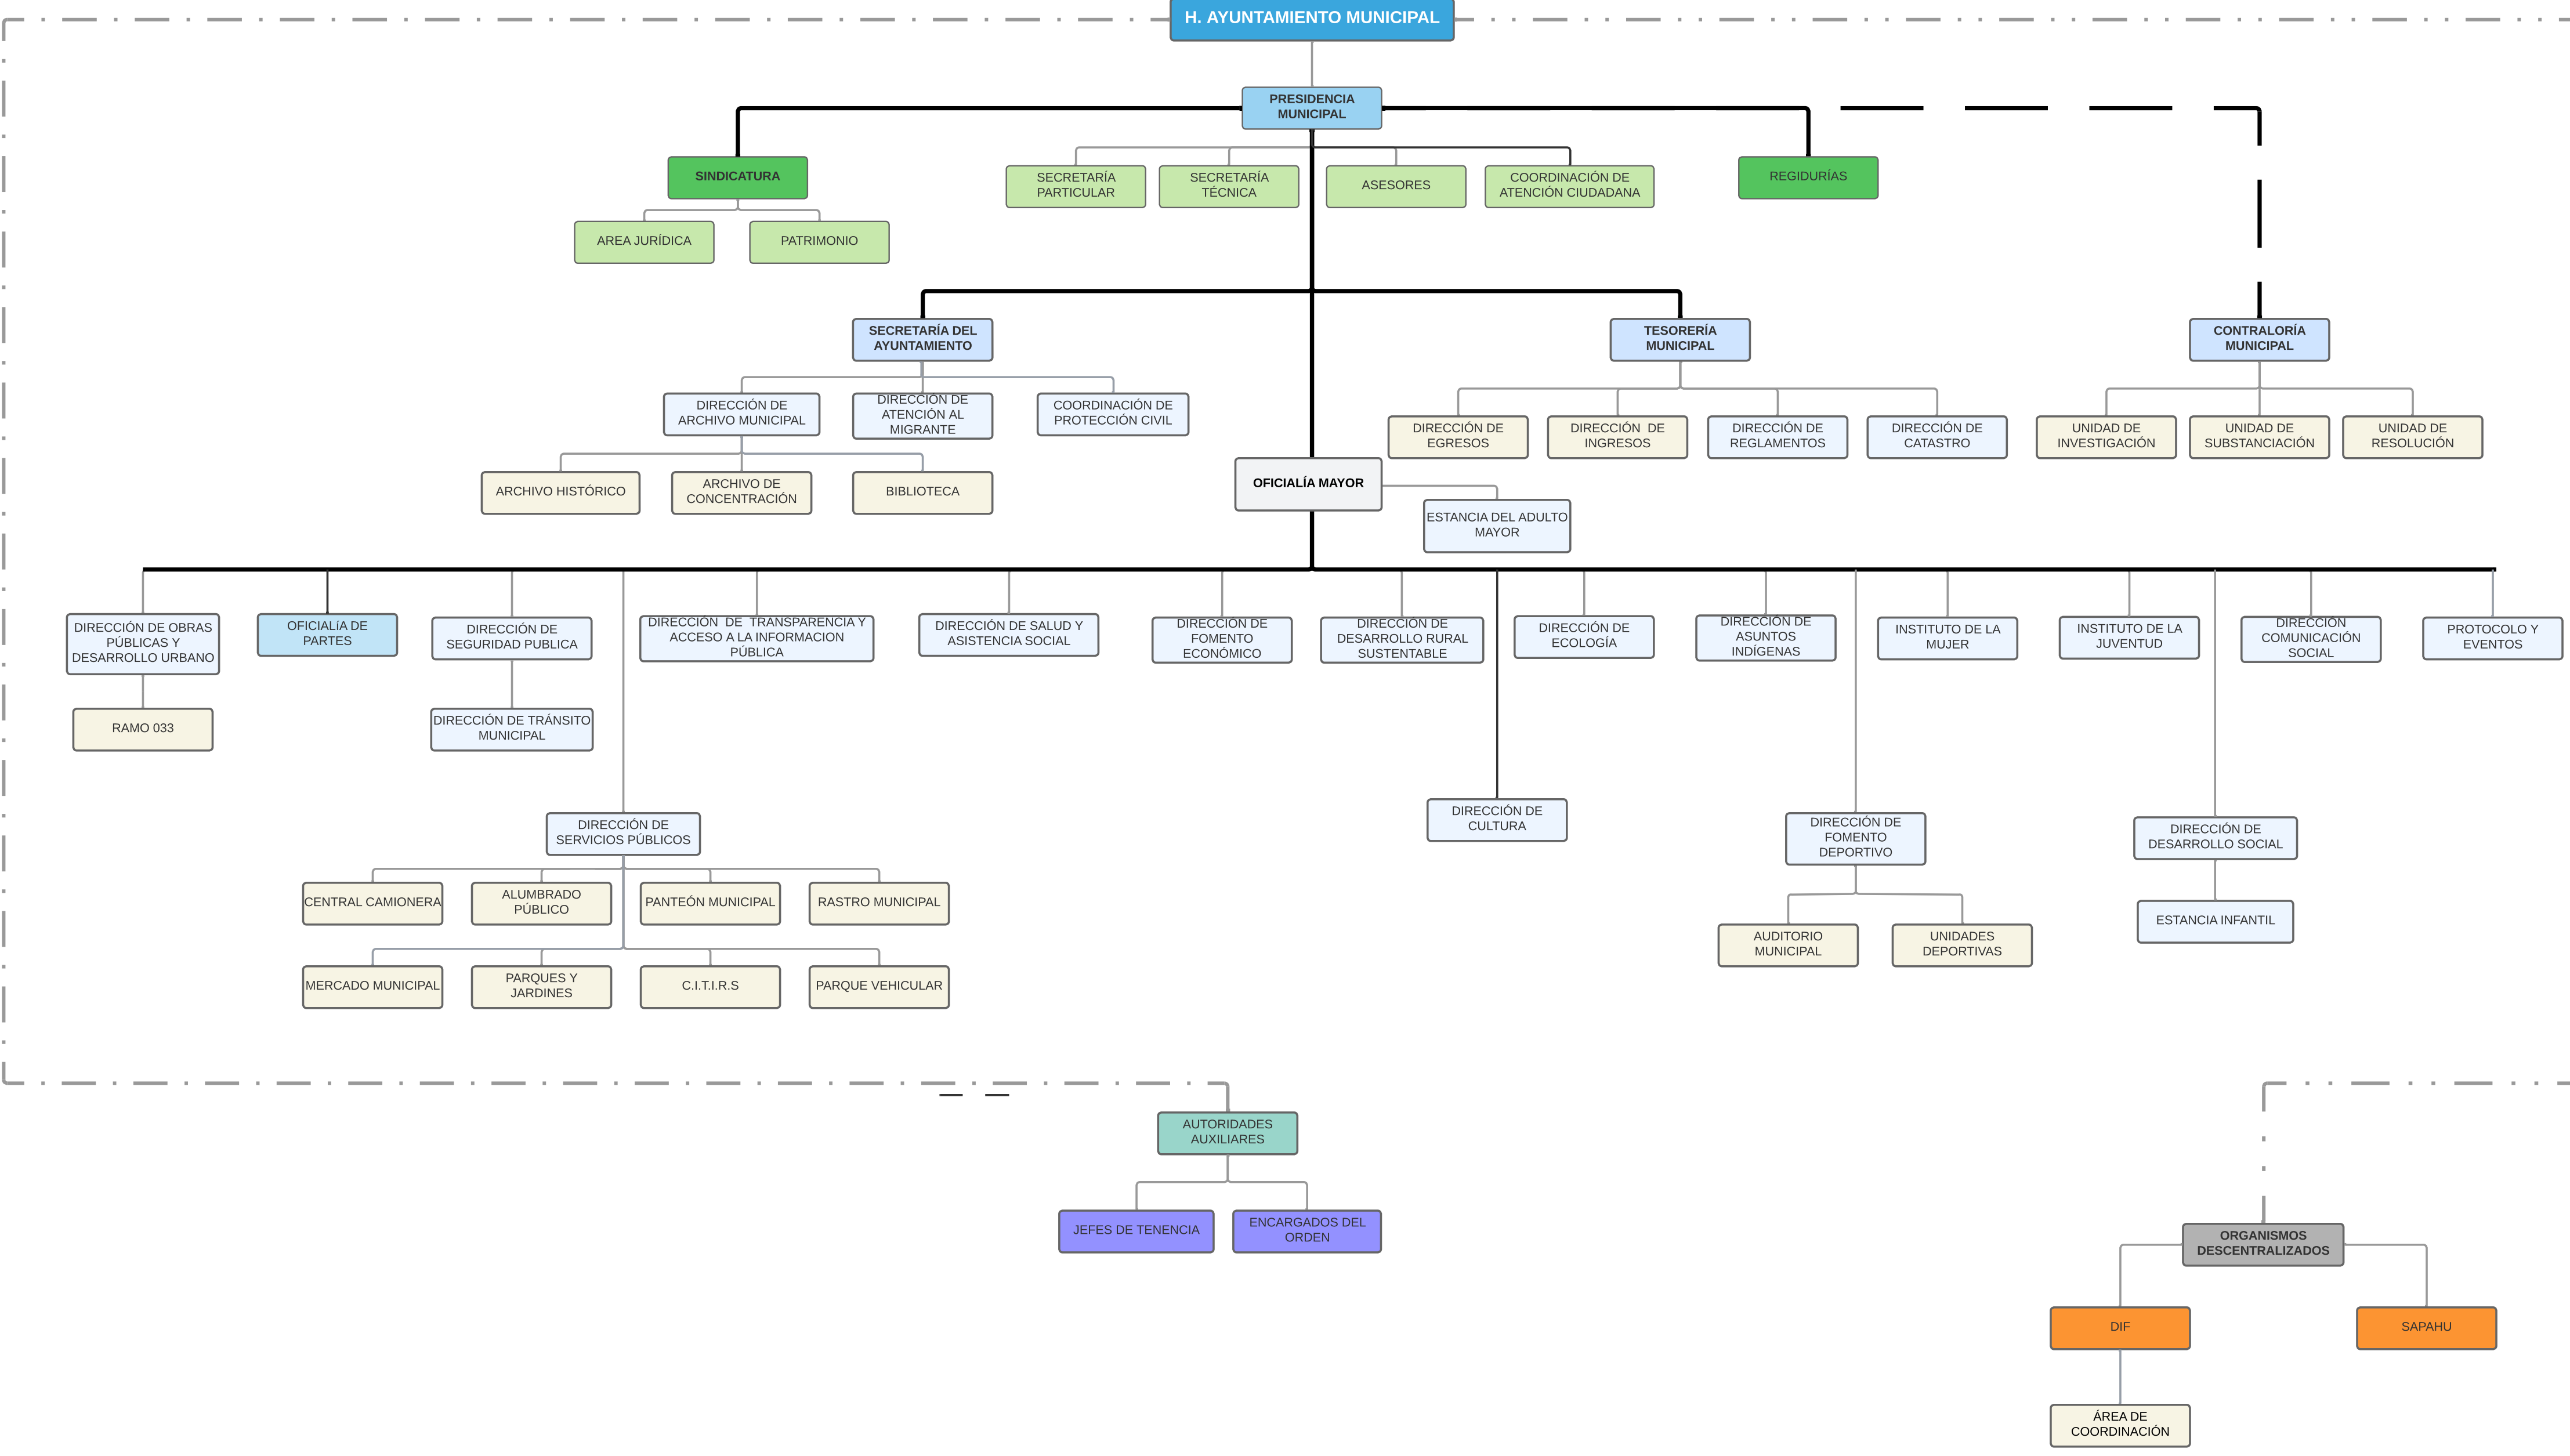 H. AYUNTAMIENTO MUNICIPAL
PRESIDENCIA
MUNICIPAL
SINDICATURA
SECRETARÍA
PARTICULAR
SECRETARÍA
TÉCNICA
ASESORES
COORDINACIÓN DE
ATENCIÓN CIUDADANA
REGIDURÍAS
AREA JURÍDICA
PATRIMONIO
SECRETARÍA DEL
AYUNTAMIENTO
TESORERÍA
MUNICIPAL
CONTRALORÍA
MUNICIPAL
DIRECCIÓN DE
ARCHIVO MUNICIPAL
DIRECCIÓN DE
ATENCIÓN AL
MIGRANTE
COORDINACIÓN DE
PROTECCIÓN CIVIL
DIRECCIÓN DE
EGRESOS
DIRECCIÓN  DE
INGRESOS
DIRECCIÓN DE
REGLAMENTOS
DIRECCIÓN DE
CATASTRO
UNIDAD DE
INVESTIGACIÓN
UNIDAD DE
SUBSTANCIACIÓN
UNIDAD DE
RESOLUCIÓN
ARCHIVO HISTÓRICO
ARCHIVO DE
CONCENTRACIÓN
BIBLIOTECA
OFICIALÍA MAYOR
ESTANCIA DEL ADULTO
MAYOR
DIRECCIÓN DE OBRAS
PÚBLICAS Y
DESARROLLO URBANO
OFICIALíA DE
PARTES
DIRECCIÓN DE
SEGURIDAD PUBLICA
DIRECCIÓN  DE  TRANSPARENCIA Y
ACCESO A LA INFORMACION
PÚBLICA
DIRECCIÓN DE SALUD Y
ASISTENCIA SOCIAL
DIRECCIÓN DE
FOMENTO
ECONÓMICO
DIRECCIÓN DE
DESARROLLO RURAL
SUSTENTABLE
DIRECCIÓN DE
ECOLOGÍA
DIRECCIÓN DE
ASUNTOS
INDÍGENAS
INSTITUTO DE LA
MUJER
INSTITUTO DE LA
JUVENTUD
DIRECCIÓN
COMUNICACIÓN
SOCIAL
PROTOCOLO Y
EVENTOS
RAMO 033
DIRECCIÓN DE TRÁNSITO
MUNICIPAL
DIRECCIÓN DE
SERVICIOS PÚBLICOS
DIRECCIÓN DE
CULTURA
DIRECCIÓN DE
FOMENTO
DEPORTIVO
DIRECCIÓN DE
DESARROLLO SOCIAL
CENTRAL CAMIONERA
ALUMBRADO
PÚBLICO
PANTEÓN MUNICIPAL
RASTRO MUNICIPAL
AUDITORIO
MUNICIPAL
UNIDADES
DEPORTIVAS
ESTANCIA INFANTIL
MERCADO MUNICIPAL
PARQUES Y
JARDINES
C.I.T.I.R.S
PARQUE VEHICULAR
AUTORIDADES
AUXILIARES
JEFES DE TENENCIA
ENCARGADOS DEL
ORDEN
ORGANISMOS
DESCENTRALIZADOS
DIF
SAPAHU
ÁREA DE
COORDINACIÓN